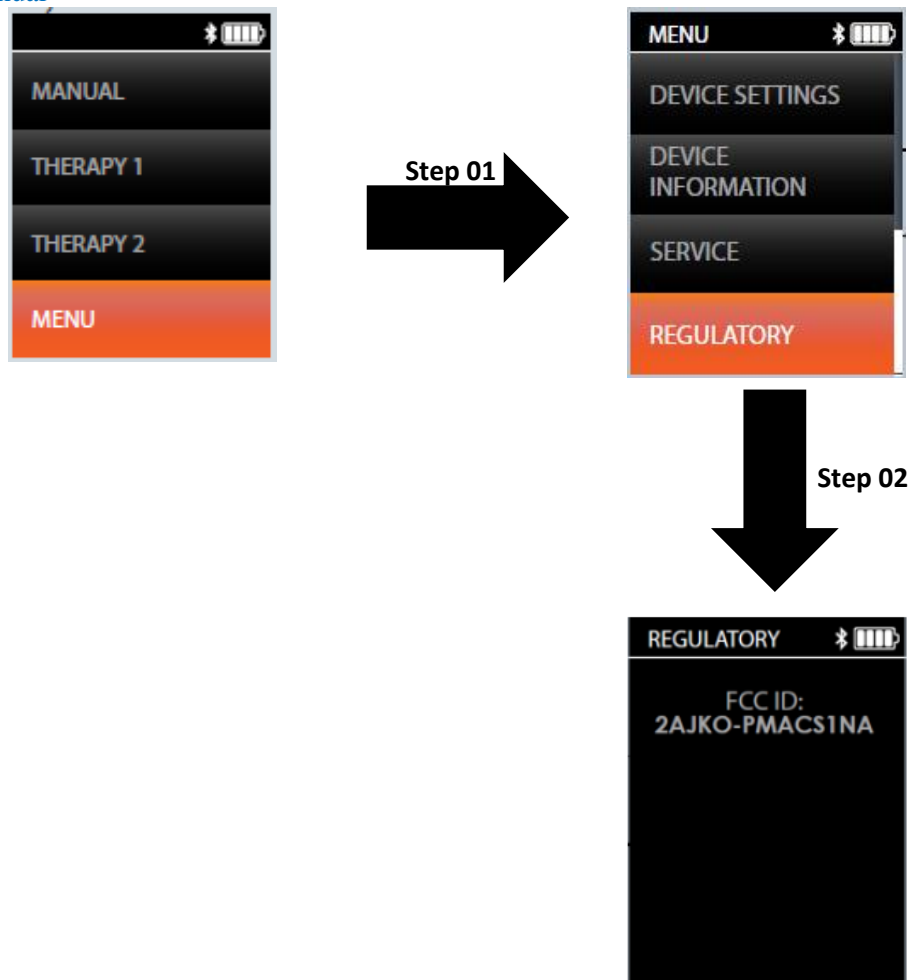 MANUAL
THERAPY 1
THERAPY 2
MENU
Step 01
MENU
DEVICE SETTINGS
DEVICE
INFORMATION
SERVICE
REGULATORY
Step 02
REGULATORY
FCC ID:
2AJKO-PMACS1NA